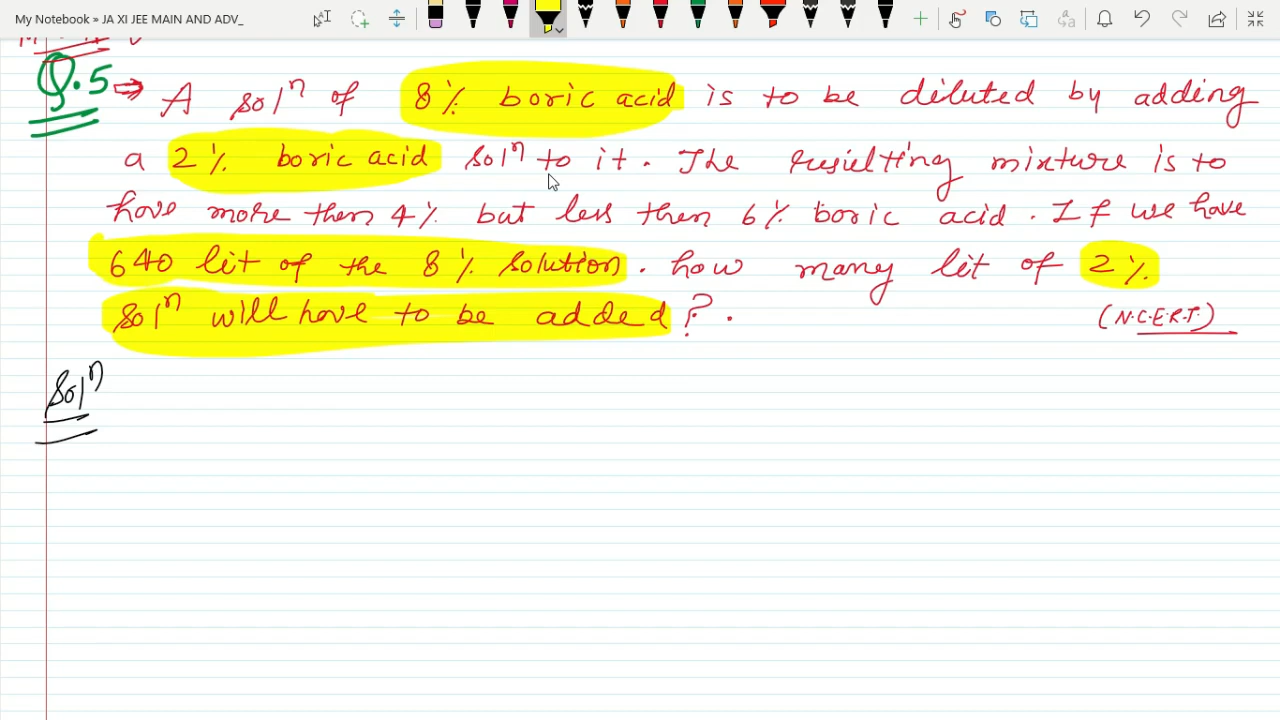 My Notebook » JA XI JEE MAIN AND ADV_
Q.5 ⇒ A solⁿ of 8% boric acid is to be diluted by adding
a 2% boric acid solⁿ to it. The resulting mixture is to
have more then 4% but less then 6% boric acid. If we have
640 lit of the 8% solution. how many lit of 2%
solⁿ will have to be added?.
(N.C.E.R.T.)
Solⁿ